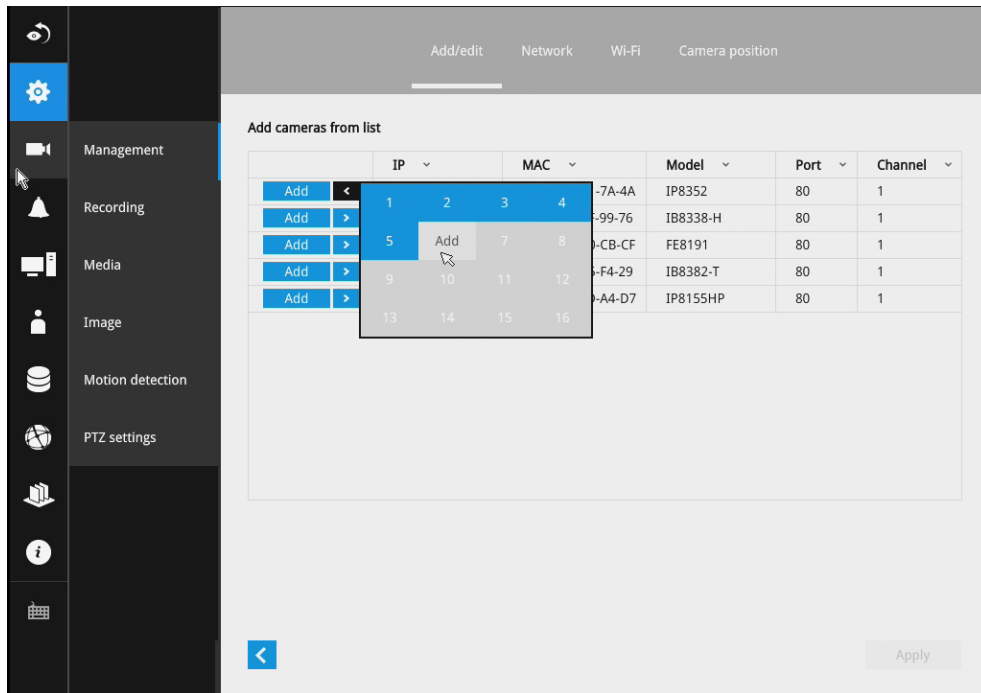 Add/edit Network Wi-Fi Camera position
Add cameras from list
Management
Recording
Media
Image
Motion detection
PTZ settings
IP MAC Model Port Channel
Add -7A-4A IP8352 80 1
Add -99-76 IB8338-H 80 1
Add -CB-CF FE8191 80 1
Add -F4-29 IB8382-T 80 1
Add -A4-D7 IP8155HP 80 1
1 2 3 4
5 Add 7 8
9 10 11 12
13 14 15 16
Apply